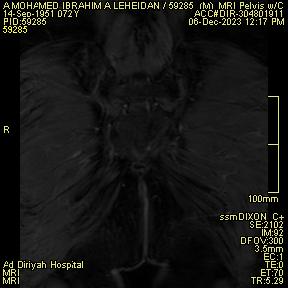 A MOHAMED IBRAHIM A LEHEIDAN / 59285 (M) MRI Pelvis w/C
14-Sep-1951 072Y ACC#DIR-304801911
PID:59285 06-Dec-2023 12:17 PM
59285
R
100mm
ssmDIXON C+
SE:2102
IM:92
DFOV:300
3.5mm
EC:1
Ad Diriyah Hospital TE:0
MRI ET:70
MRI TR:5.29